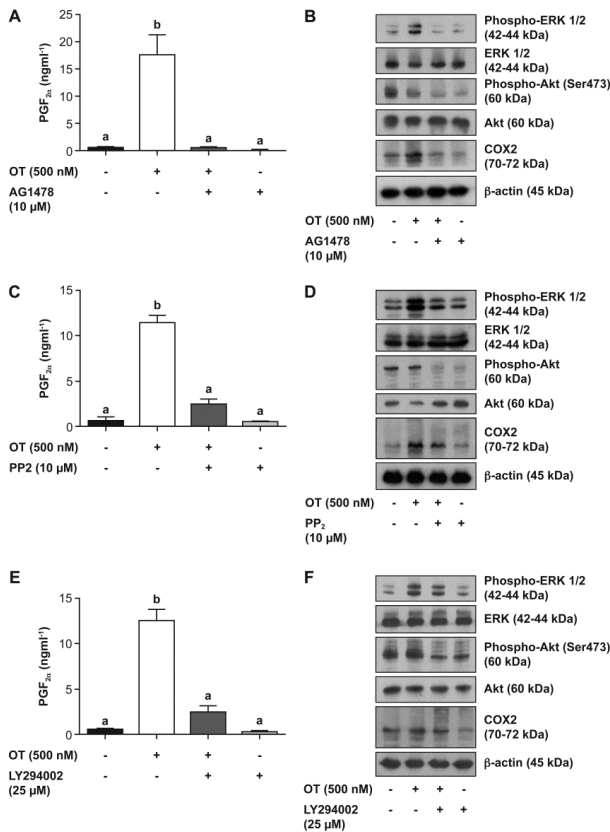 A
PGF2α (ngml-1)
25
20
15
10
5
0
a
b
a
a
OT (500 nM) - + + -
AG1478 - - + +
(10 µM)
B
Phospho-ERK 1/2
(42-44 kDa)
ERK 1/2
(42-44 kDa)
Phospho-Akt (Ser473)
(60 kDa)
Akt (60 kDa)
COX2
(70-72 kDa)
β-actin (45 kDa)
OT (500 nM) - + + -
AG1478 - - + +
(10 µM)
C
PGF2α (ngml-1)
15
10
5
0
a
b
a
a
OT (500 nM) - + + -
PP2 (10 µM) - - + +
D
Phospho-ERK 1/2
(42-44 kDa)
ERK 1/2
(42-44 kDa)
Phospho-Akt
(60 kDa)
Akt (60 kDa)
COX2
(70-72 kDa)
β-actin (45 kDa)
OT (500 nM) - + + -
PP2 - - + +
(10 µM)
E
PGF2α (ngml-1)
15
10
5
0
a
b
a
a
OT (500 nM) - + + -
LY294002 - - + +
(25 µM)
F
Phospho-ERK 1/2
(42-44 kDa)
ERK (42-44 kDa)
Phospho-Akt (Ser473)
(60 kDa)
Akt (60 kDa)
COX2
(70-72 kDa)
β-actin (45 kDa)
OT (500 nM) - + + -
LY294002 - - + +
(25 µM)